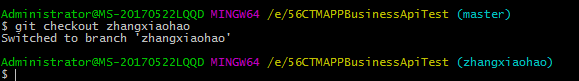 Administrator@MS-20170522LQQD MINGW64 /e/56CTMAPPBusinessApiTest (master)
$ git checkout zhangxiaohao
Switched to branch 'zhangxiaohao'
Administrator@MS-20170522LQQD MINGW64 /e/56CTMAPPBusinessApiTest (zhangxiaohao)
$